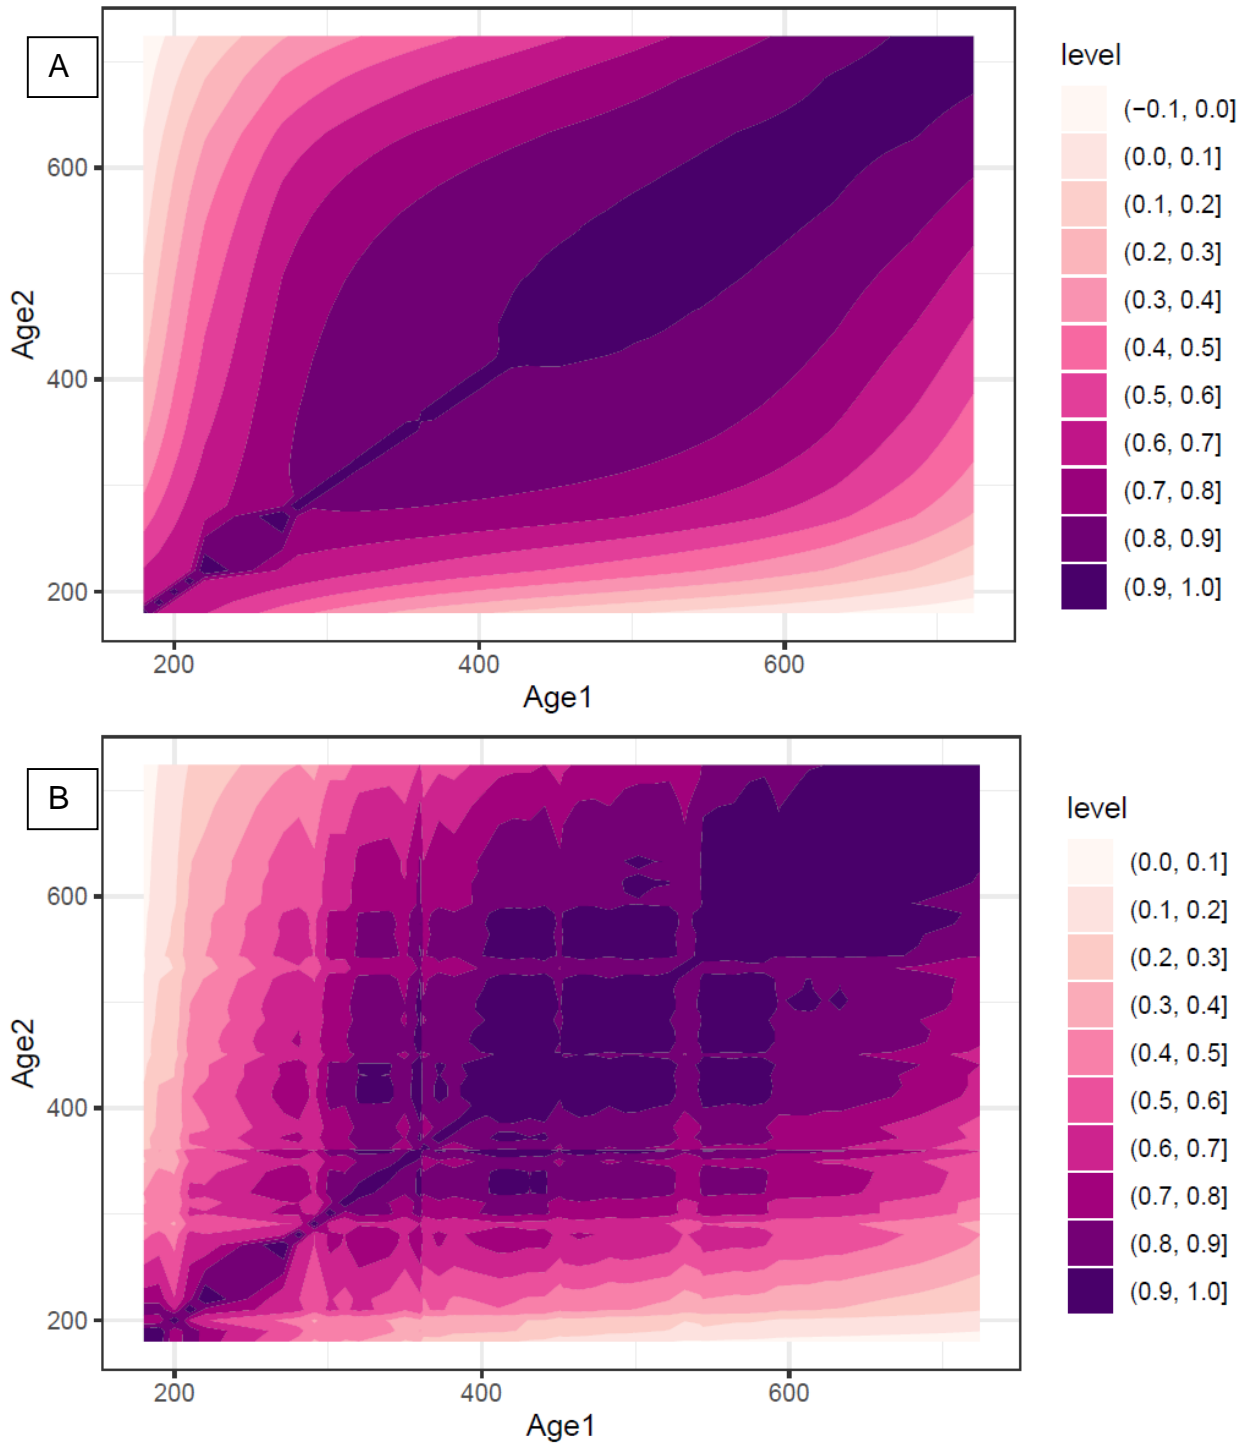 A
level
(−0.1, 0.0]
(0.0, 0.1]
(0.1, 0.2]
(0.2, 0.3]
(0.3, 0.4]
(0.4, 0.5]
(0.5, 0.6]
(0.6, 0.7]
(0.7, 0.8]
(0.8, 0.9]
(0.9, 1.0]
600
400
200
Age2
200 400 600
Age1
B
level
(0.0, 0.1]
(0.1, 0.2]
(0.2, 0.3]
(0.3, 0.4]
(0.4, 0.5]
(0.5, 0.6]
(0.6, 0.7]
(0.7, 0.8]
(0.8, 0.9]
(0.9, 1.0]
600
400
200
Age2
200 400 600
Age1